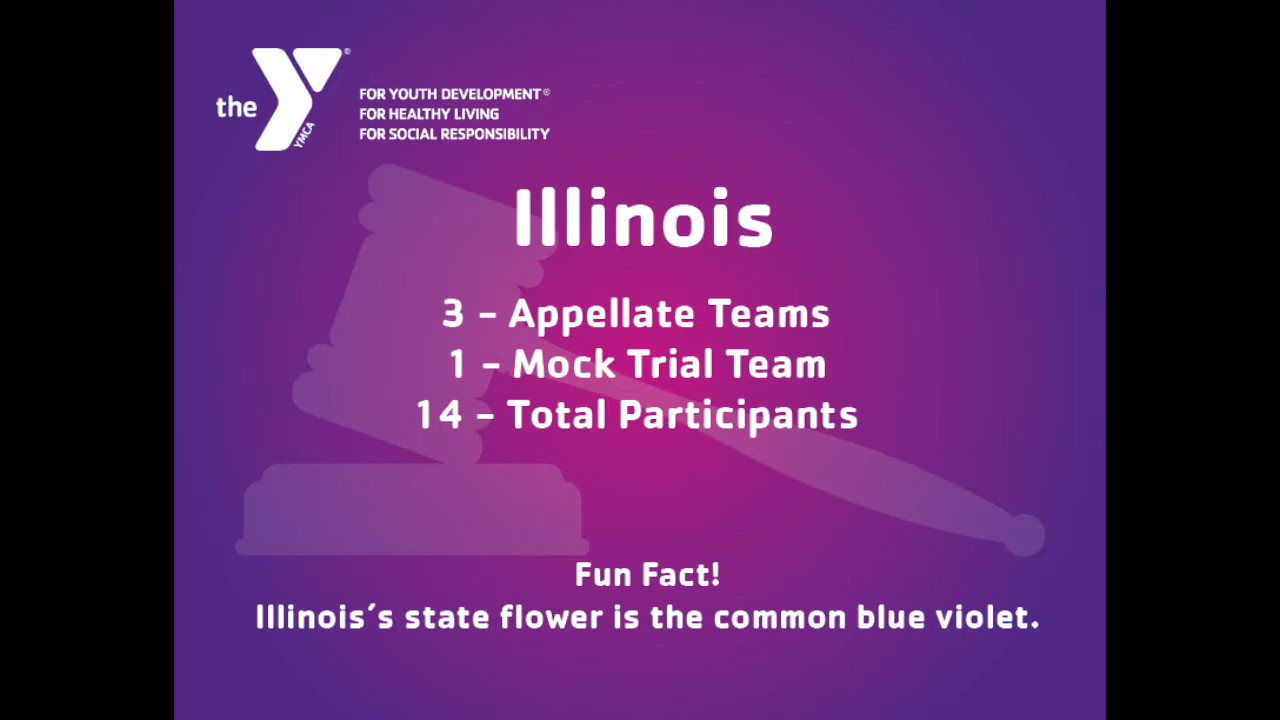 the
YMCA
FOR YOUTH DEVELOPMENT®
FOR HEALTHY LIVING
FOR SOCIAL RESPONSIBILITY
Illinois
3 – Appellate Teams
1 – Mock Trial Team
14 – Total Participants
Fun Fact!
Illinois´s state flower is the common blue violet.